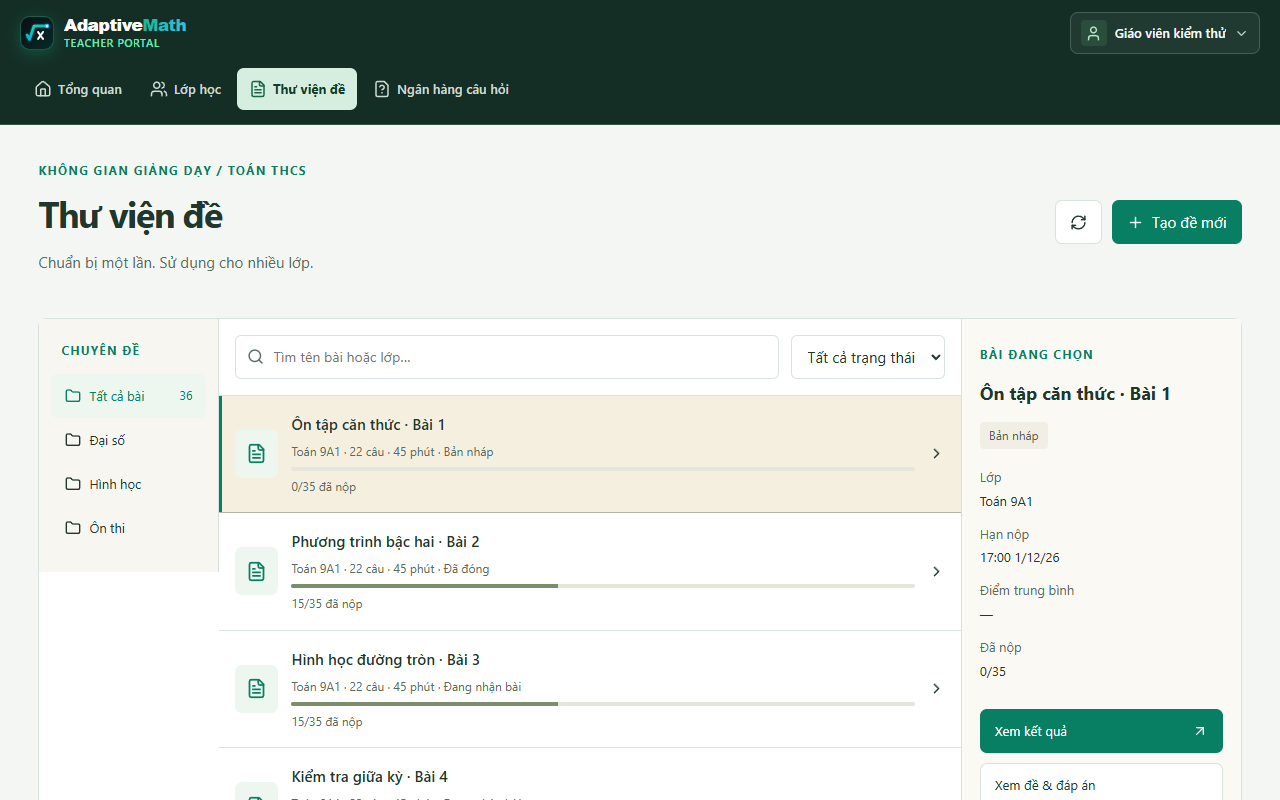 AdaptiveMath
TEACHER PORTAL
Giáo viên kiểm thử
Tổng quan
Lớp học
Thư viện đề
Ngân hàng câu hỏi
KHÔNG GIAN GIẢNG DẠY / TOÁN THCS
Thư viện đề
Chuẩn bị một lần. Sử dụng cho nhiều lớp.
Tạo đề mới
CHUYÊN ĐỀ
Tất cả bài 36
Đại số
Hình học
Ôn thi
Tìm tên bài hoặc lớp...
Tất cả trạng thái
Ôn tập căn thức · Bài 1
Toán 9A1 · 22 câu · 45 phút · Bản nháp
0/35 đã nộp
Phương trình bậc hai · Bài 2
Toán 9A1 · 22 câu · 45 phút · Đã đóng
15/35 đã nộp
Hình học đường tròn · Bài 3
Toán 9A1 · 22 câu · 45 phút · Đang nhận bài
15/35 đã nộp
Kiểm tra giữa kỳ · Bài 4
BÀI ĐANG CHỌN
Ôn tập căn thức · Bài 1
Bản nháp
Lớp
Toán 9A1
Hạn nộp
17:00 1/12/26
Điểm trung bình
—
Đã nộp
0/35
Xem kết quả
Xem đề & đáp án